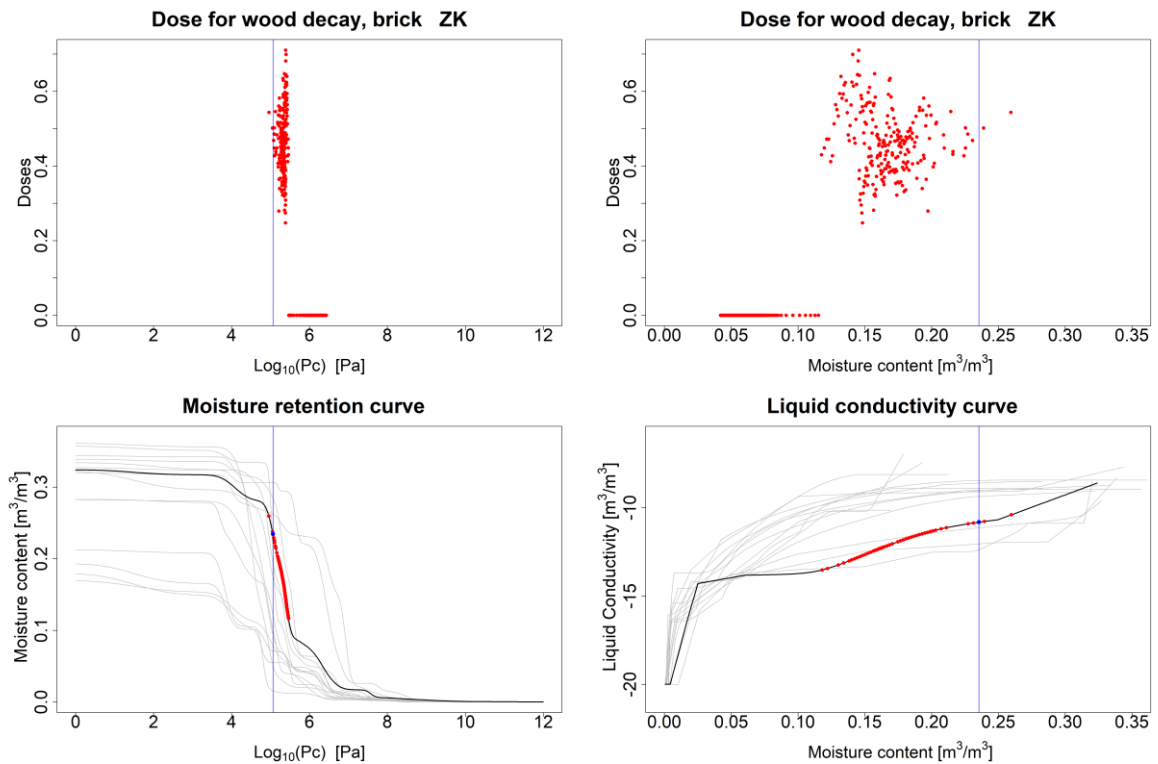 Dose for wood decay, brick ZK
Doses
0.6
0.4
0.2
0.0
0 2 4 6 8 10 12
Log₁₀(Pc) [Pa]
Dose for wood decay, brick ZK
Doses
0.6
0.4
0.2
0.0
0.00 0.05 0.10 0.15 0.20 0.25 0.30 0.35
Moisture content [m³/m³]
Moisture retention curve
Moisture content [m³/m³]
0.3
0.2
0.1
0.0
0 2 4 6 8 10 12
Log₁₀(Pc) [Pa]
Liquid conductivity curve
Liquid Conductivity [m³/m³]
-10
-15
-20
0.00 0.05 0.10 0.15 0.20 0.25 0.30 0.35
Moisture content [m³/m³]